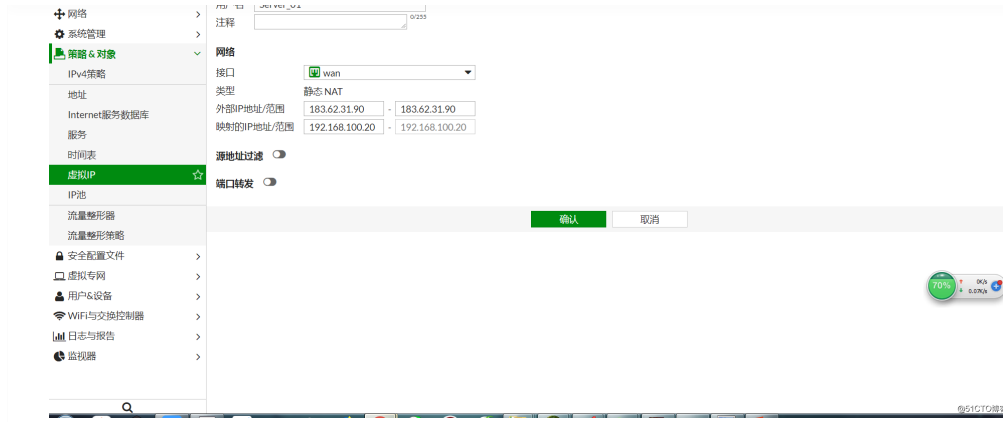 网络
系统管理
策略 & 对象
IPv4策略
地址
Internet服务数据库
服务
时间表
虚拟IP
IP池
流量整形器
流量整形策略
安全配置文件
虚拟专网
用户&设备
WiFi与交换控制器
日志与报告
监视器
用户名 Server_01
注释 0/255
网络
接口 wan
类型 静态 NAT
外部IP地址/范围 183.62.31.90 - 183.62.31.90
映射的IP地址/范围 192.168.100.20 - 192.168.100.20
源地址过滤
端口转发
确认 取消
70% 0K/s
0.07K/s
@51CTO博客